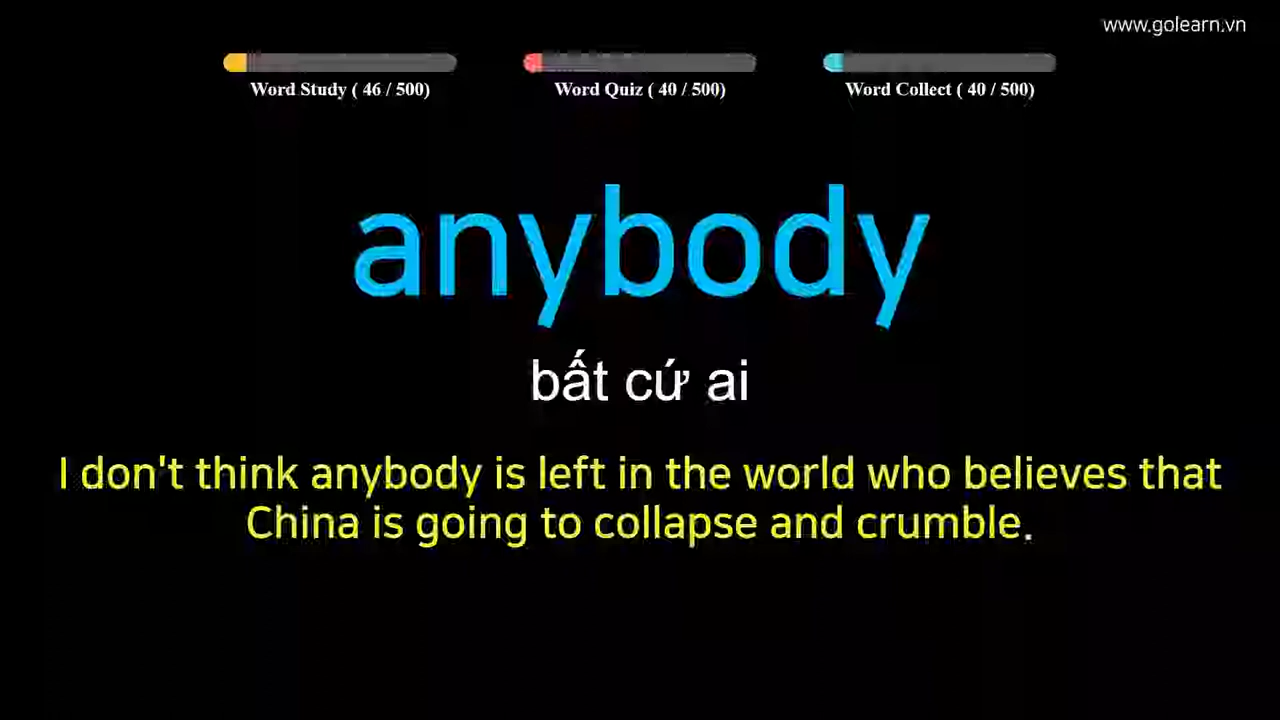 www.golearn.vn
Word Study ( 46 / 500)
Word Quiz ( 40 / 500)
Word Collect ( 40 / 500)
anybody
bất cứ ai
I don't think anybody is left in the world who believes that
China is going to collapse and crumble.